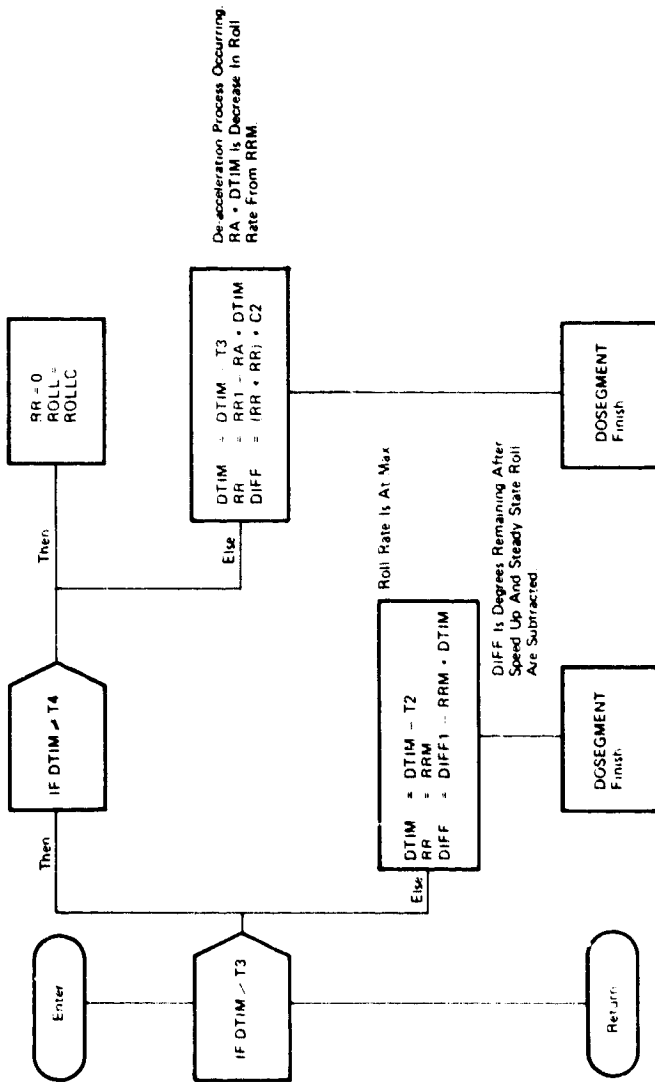 Enter
IF DTIM > T3
Return
Then
Else
IF DTIM > T4
DTIM = DTIM - T2
RR = RRM
DIFF = DIFF1 - RRM * DTIM
Roll Rate Is At Max
DIFF Is Degrees Remaining After
Speed Up And Steady State Roll
Are Subtracted.
DOSEGMENT
Finish
Then
Else
RR = 0
ROLL =
ROLLC
DTIM = DTIM - T3
RR = RR1 - RA * DTIM
DIFF = (RR * RR) * C2
De-acceleration Process Occurring.
RA * DTIM Is Decrease In Roll
Rate From RRM.
DOSEGMENT
Finish